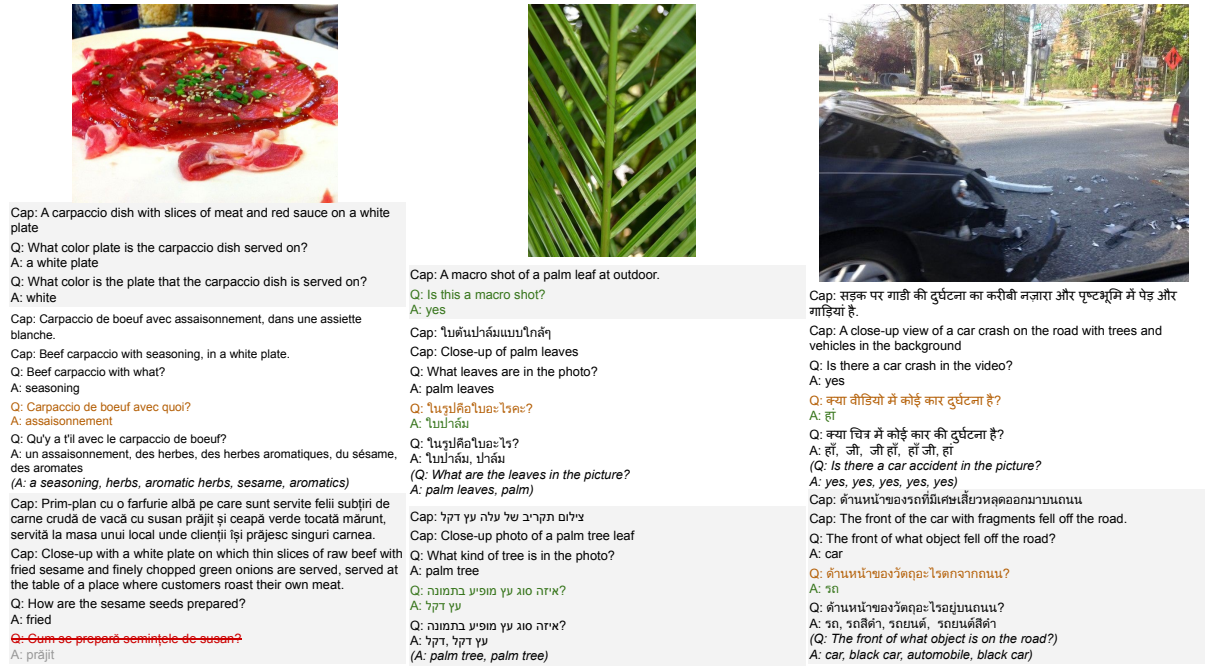 Cap: A carpaccio dish with slices of meat and red sauce on a white
plate
Q: What color plate is the carpaccio dish served on?
A: a white plate
Q: What color is the plate that the carpaccio dish is served on?
A: white
Cap: Carpaccio de boeuf avec assaisonnement, dans une assiette
blanche.
Cap: Beef carpaccio with seasoning, in a white plate.
Q: Beef carpaccio with what?
A: seasoning
Q: Carpaccio de boeuf avec quoi?
A: assaisonnement
Q: Qu'y a t'il avec le carpaccio de boeuf?
A: un assaisonnement, des herbes, des herbes aromatiques, du sésame,
des aromates
(A: a seasoning, herbs, aromatic herbs, sesame, aromatics)
Cap: Prim-plan cu o farfurie albă pe care sunt servite felii subțiri de
carne crudă de vacă cu susan prăjit și ceapă verde tocată mărunt,
servită la masa unui local unde clienții își prăjesc singuri carnea.
Cap: Close-up with a white plate on which thin slices of raw beef with
fried sesame and finely chopped green onions are served, served at
the table of a place where customers roast their own meat.
Q: How are the sesame seeds prepared?
A: fried
Q: Cum se prepară semințele de susan?
A: prăjit
Cap: A macro shot of a palm leaf at outdoor.
Q: Is this a macro shot?
A: yes
Cap: ใบต้นปาล์มแบบใกล้ๆ
Cap: Close-up of palm leaves
Q: What leaves are in the photo?
A: palm leaves
Q: ในรูปคือใบอะไรคะ?
A: ใบปาล์ม
Q: ในรูปคือใบอะไร?
A: ใบปาล์ม, ปาล์ม
(Q: What are the leaves in the picture?
A: palm leaves, palm)
Cap: צילום תקריב של עלה עץ דקל
Cap: Close-up photo of a palm tree leaf
Q: What kind of tree is in the photo?
A: palm tree
Q: איזה סוג עץ מופיע בתמונה?
A: עץ דקל
Q: איזה סוג עץ מופיע בתמונה?
A: עץ דקל, דקל
(A: palm tree, palm tree)
Cap: सड़क पर गाडी की दुर्घटना का करीबी नज़ारा और पृष्टभूमि में पेड़ और
गाड़ियां है.
Cap: A close-up view of a car crash on the road with trees and
vehicles in the background
Q: Is there a car crash in the video?
A: yes
Q: क्या वीडियो में कोई कार दुर्घटना है?
A: हां
Q: क्या चित्र में कोई कार की दुर्घटना है?
A: हाँ, जी, जी हाँ, हाँ जी, हां
(Q: Is there a car accident in the picture?
A: yes, yes, yes, yes, yes)
Cap: ด้านหน้าของรถที่มีเศษเสี้ยวหลุดออกมาบนถนน
Cap: The front of the car with fragments fell off the road.
Q: The front of what object fell off the road?
A: car
Q: ด้านหน้าของวัตถุอะไรตกจากถนน?
A: รถ
Q: ด้านหน้าของวัตถุอะไรอยู่บนถนน?
A: รถ, รถสีดำ, รถยนต์, รถยนต์สีดำ
(Q: The front of what object is on the road?)
A: car, black car, automobile, black car)